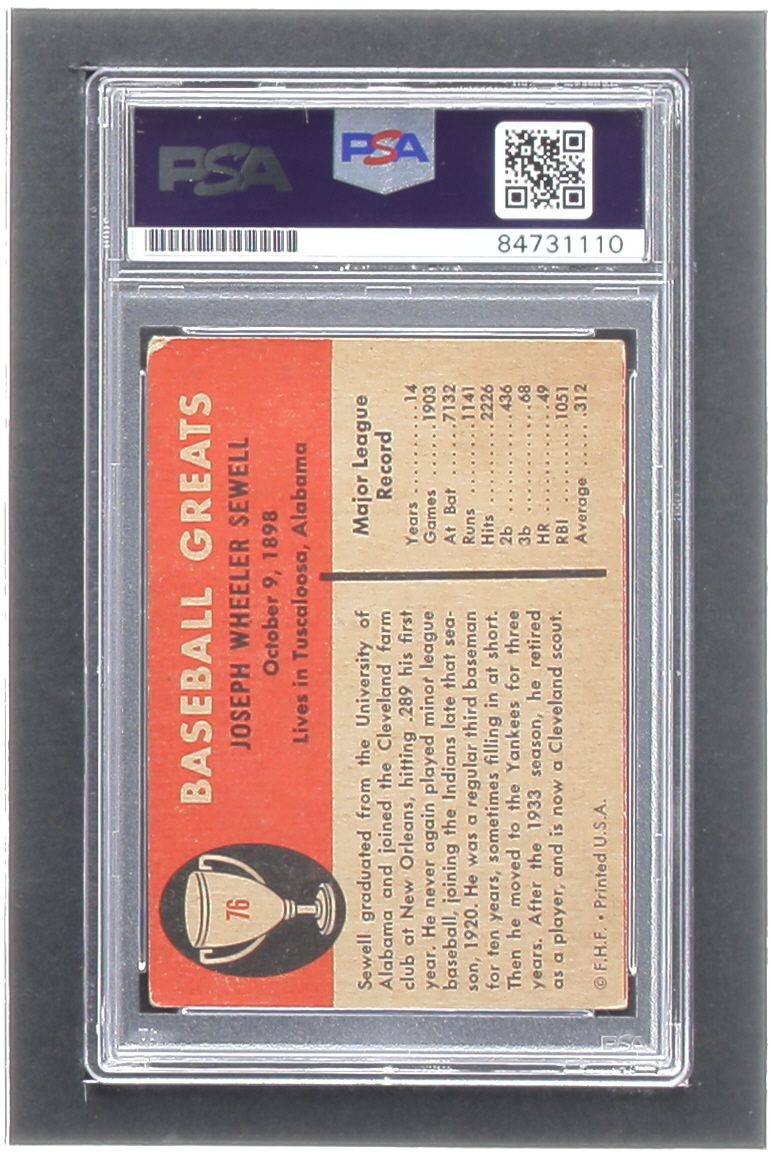 PSA
PSA
84731110
BASEBALL GREATS
JOSEPH WHEELER SEWELL
October 9, 1898
Lives in Tuscaloosa, Alabama
76
Sewell graduated from the University of
Alabama and joined the Cleveland farm
club at New Orleans, hitting .289 his first
year. He never again played minor league
baseball, joining the Indians late that sea-
son, 1920. He was a regular third baseman
for ten years, sometimes filling in at short.
Then he moved to the Yankees for three
years. After the 1933 season, he retired
as a player, and is now a Cleveland scout.
© F.H.F. • Printed U.S.A.
Major League
Record
Years ............14
Games ........1903
At Bat ......7132
Runs ..........1141
Hits ............2226
2b ..............436
3b ................68
HR ................49
RBI ..........1051
Average ......312
PSA